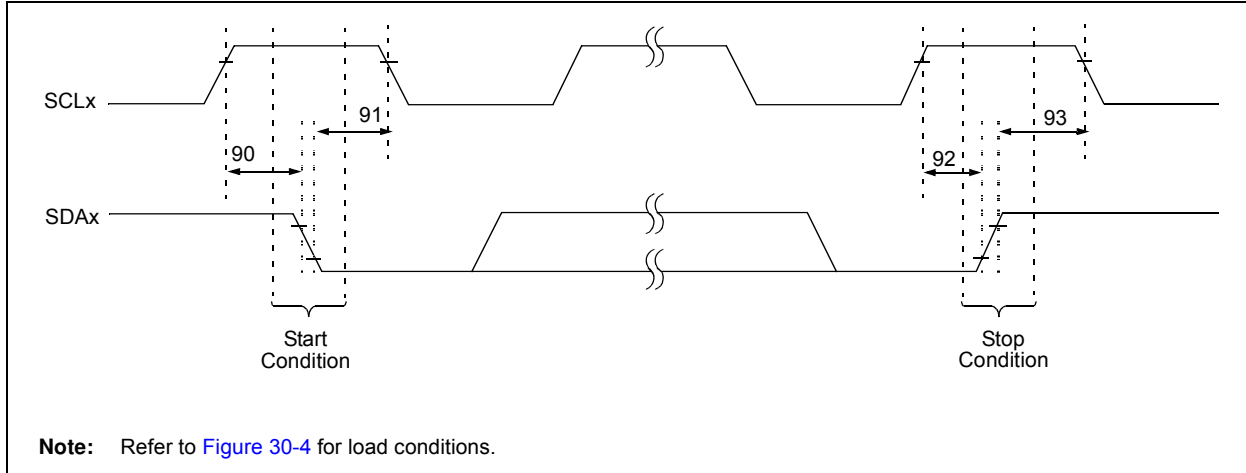 SCLx
91
93
90
92
SDAx
Start
Condition
Stop
Condition
Note: Refer to Figure 30-4 for load conditions.